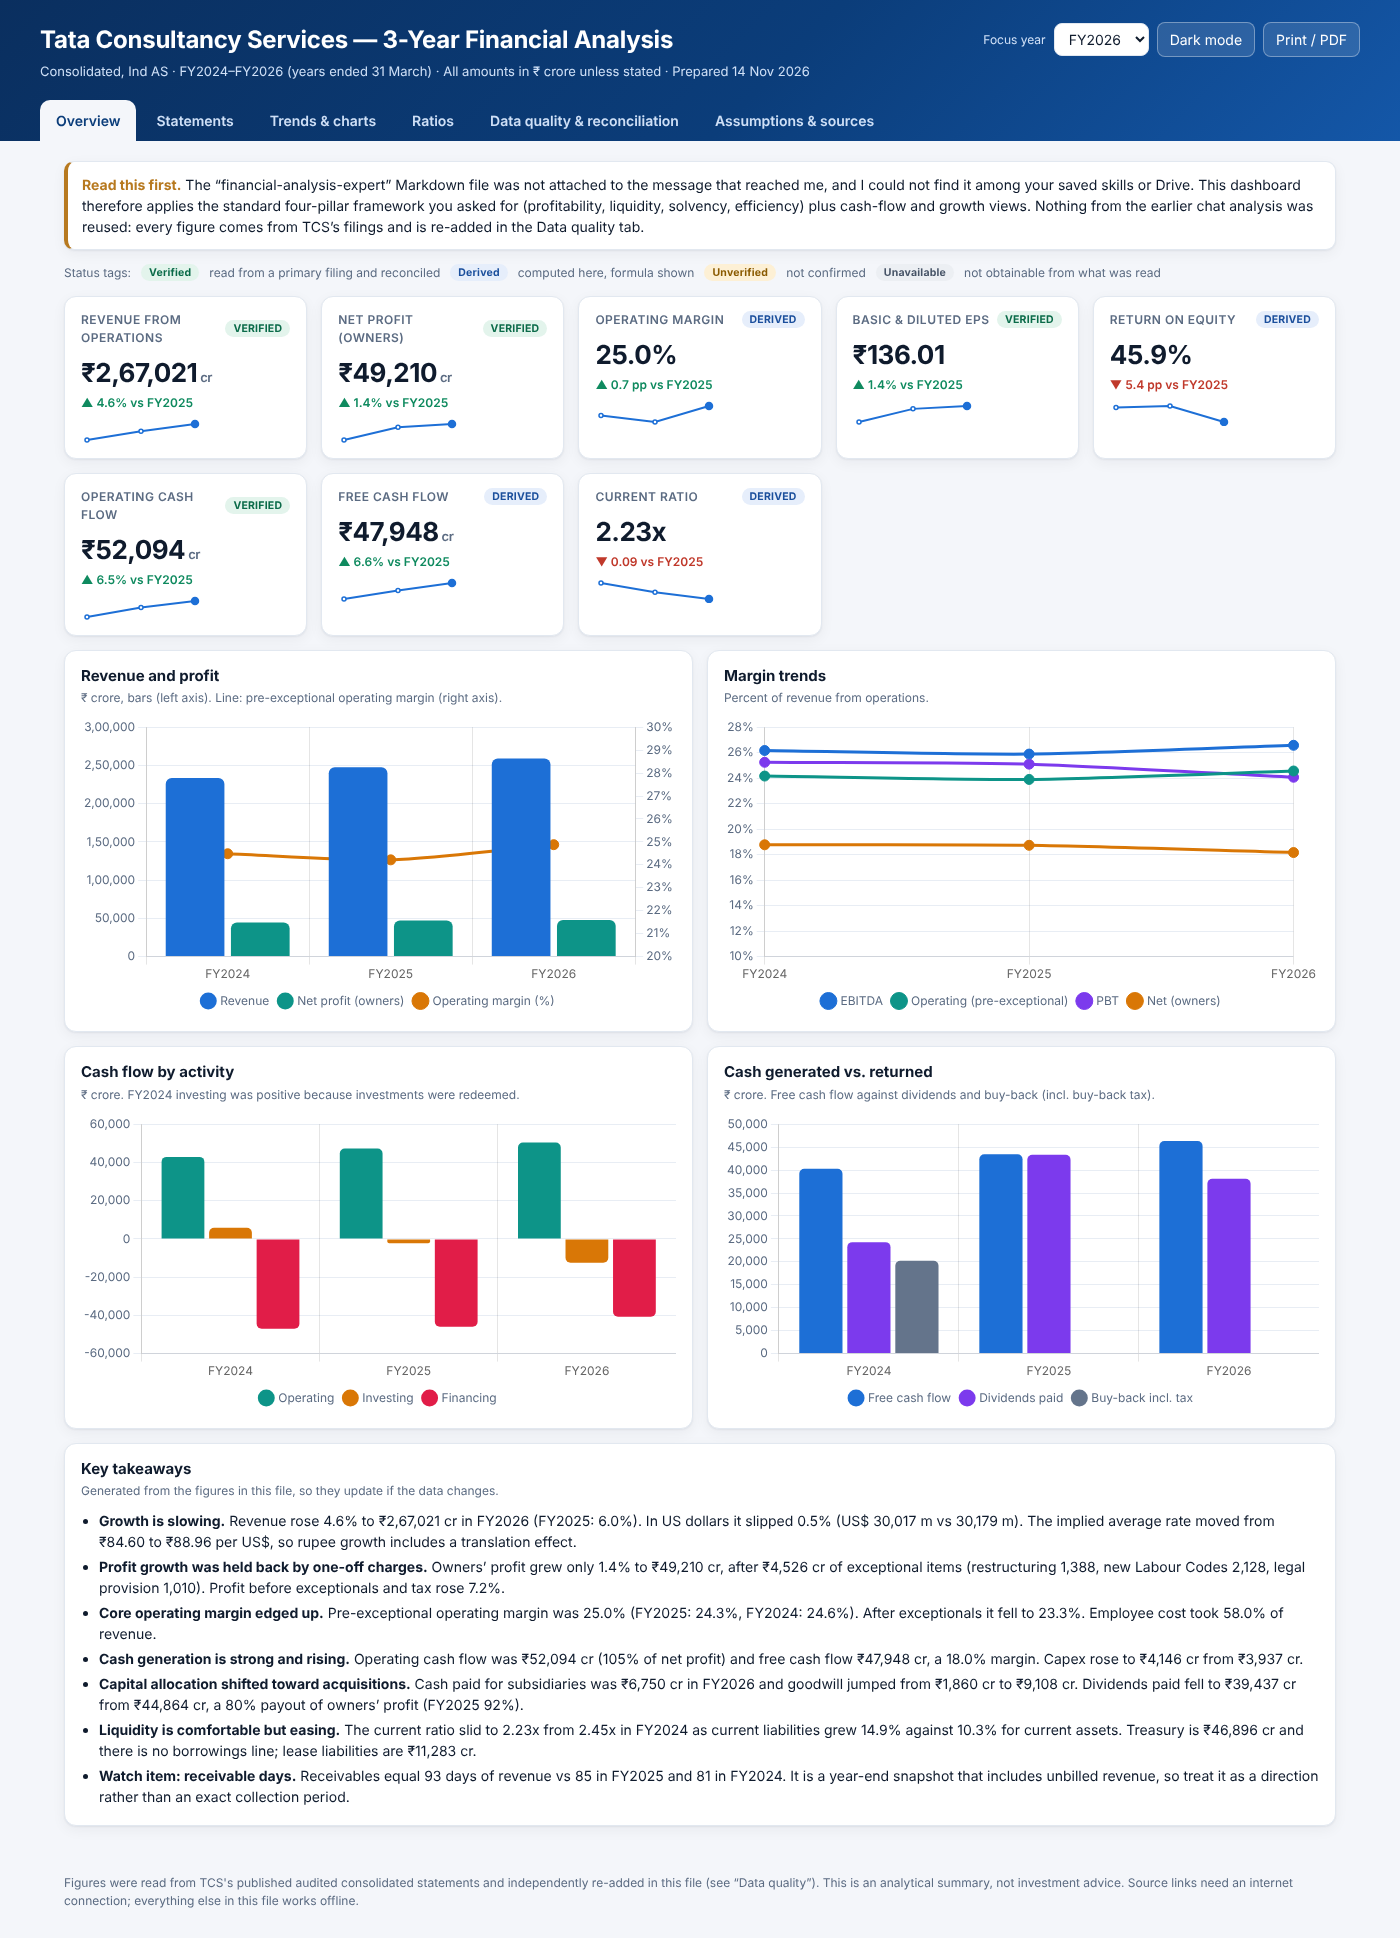 Tata Consultancy Services — 3-Year Financial Analysis
Focus year
FY2026
Dark mode
Print / PDF
Consolidated, Ind AS · FY2024–FY2026 (years ended 31 March) · All amounts in ₹ crore unless stated · Prepared 14 Nov 2026
Overview
Statements
Trends & charts
Ratios
Data quality & reconciliation
Assumptions & sources
Read this first. The “financial-analysis-expert” Markdown file was not attached to the message that reached me, and I could not find it among your saved skills or Drive. This dashboard
therefore applies the standard four-pillar framework you asked for (profitability, liquidity, solvency, efficiency) plus cash-flow and growth views. Nothing from the earlier chat analysis was
reused: every figure comes from TCS’s filings and is re-added in the Data quality tab.
Status tags: Verified read from a primary filing and reconciled Derived computed here, formula shown Unverified not confirmed Unavailable not obtainable from what was read
REVENUE FROM
OPERATIONS
VERIFIED
₹2,67,021 cr
▲ 4.6% vs FY2025
NET PROFIT
(OWNERS)
VERIFIED
₹49,210 cr
▲ 1.4% vs FY2025
OPERATING MARGIN
DERIVED
25.0%
▲ 0.7 pp vs FY2025
BASIC & DILUTED EPS
VERIFIED
₹136.01
▲ 1.4% vs FY2025
RETURN ON EQUITY
DERIVED
45.9%
▼ 5.4 pp vs FY2025
OPERATING CASH
FLOW
VERIFIED
₹52,094 cr
▲ 6.5% vs FY2025
FREE CASH FLOW
DERIVED
₹47,948 cr
▲ 6.6% vs FY2025
CURRENT RATIO
DERIVED
2.23x
▼ 0.09 vs FY2025
Revenue and profit
₹ crore, bars (left axis). Line: pre-exceptional operating margin (right axis).
3,00,000
2,50,000
2,00,000
1,50,000
1,00,000
50,000
0
30%
29%
28%
27%
26%
25%
24%
23%
22%
21%
20%
FY2024
FY2025
FY2026
Revenue
Net profit (owners)
Operating margin (%)
Margin trends
Percent of revenue from operations.
28%
26%
24%
22%
20%
18%
16%
14%
12%
10%
FY2024
FY2025
FY2026
EBITDA
Operating (pre-exceptional)
PBT
Net (owners)
Cash flow by activity
₹ crore. FY2024 investing was positive because investments were redeemed.
60,000
40,000
20,000
0
-20,000
-40,000
-60,000
FY2024
FY2025
FY2026
Operating
Investing
Financing
Cash generated vs. returned
₹ crore. Free cash flow against dividends and buy-back (incl. buy-back tax).
50,000
45,000
40,000
35,000
30,000
25,000
20,000
15,000
10,000
5,000
0
FY2024
FY2025
FY2026
Free cash flow
Dividends paid
Buy-back incl. tax
Key takeaways
Generated from the figures in this file, so they update if the data changes.
• Growth is slowing. Revenue rose 4.6% to ₹2,67,021 cr in FY2026 (FY2025: 6.0%). In US dollars it slipped 0.5% (US$ 30,017 m vs 30,179 m). The implied average rate moved from
₹84.60 to ₹88.96 per US$, so rupee growth includes a translation effect.
• Profit growth was held back by one-off charges. Owners’ profit grew only 1.4% to ₹49,210 cr, after ₹4,526 cr of exceptional items (restructuring 1,388, new Labour Codes 2,128, legal
provision 1,010). Profit before exceptionals and tax rose 7.2%.
• Core operating margin edged up. Pre-exceptional operating margin was 25.0% (FY2025: 24.3%, FY2024: 24.6%). After exceptionals it fell to 23.3%. Employee cost took 58.0% of
revenue.
• Cash generation is strong and rising. Operating cash flow was ₹52,094 cr (105% of net profit) and free cash flow ₹47,948 cr, a 18.0% margin. Capex rose to ₹4,146 cr from ₹3,937 cr.
• Capital allocation shifted toward acquisitions. Cash paid for subsidiaries was ₹6,750 cr in FY2026 and goodwill jumped from ₹1,860 cr to ₹9,108 cr. Dividends paid fell to ₹39,437 cr
from ₹44,864 cr, a 80% payout of owners’ profit (FY2025 92%).
• Liquidity is comfortable but easing. The current ratio slid to 2.23x from 2.45x in FY2024 as current liabilities grew 14.9% against 10.3% for current assets. Treasury is ₹46,896 cr and
there is no borrowings line; lease liabilities are ₹11,283 cr.
• Watch item: receivable days. Receivables equal 93 days of revenue vs 85 in FY2025 and 81 in FY2024. It is a year-end snapshot that includes unbilled revenue, so treat it as a direction
rather than an exact collection period.
Figures were read from TCS's published audited consolidated statements and independently re-added in this file (see “Data quality”). This is an analytical summary, not investment advice. Source links need an internet
connection; everything else in this file works offline.